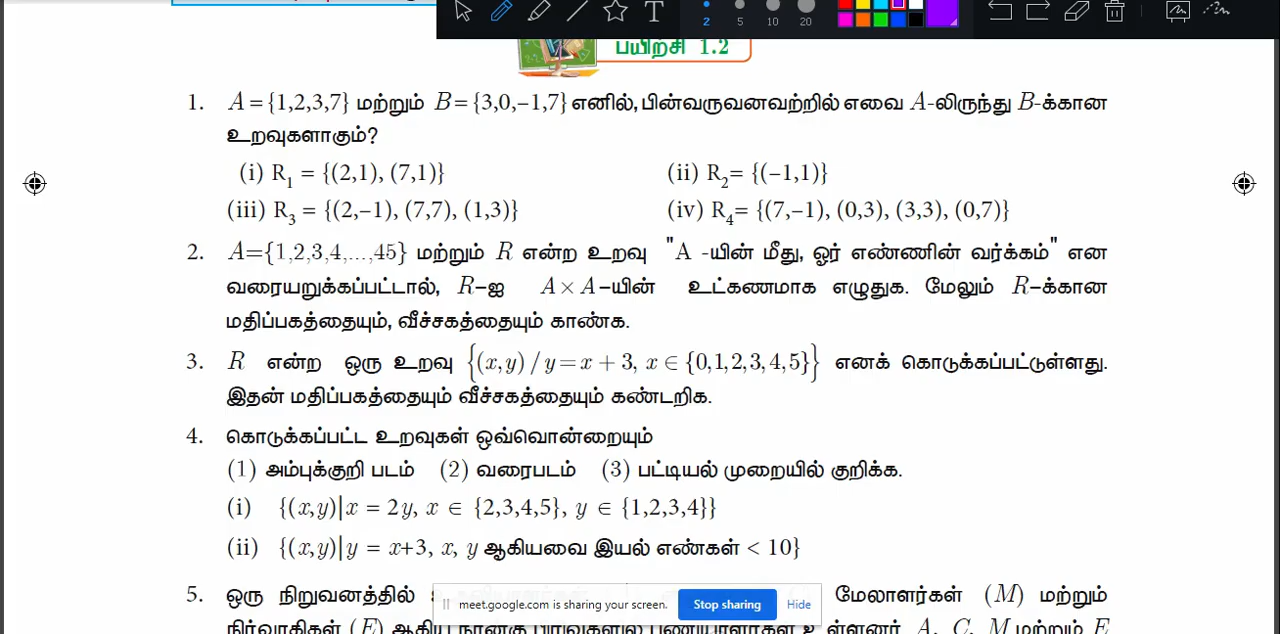 2 5 10 20
பயிற்சி 1.2
1. A={1,2,3,7} மற்றும் B={3,0,−1,7} எனில், பின்வருவனவற்றில் எவை A-லிருந்து B-க்கான
உறவுகளாகும்?
(i) R₁ = {(2,1), (7,1)} (ii) R₂= {(−1,1)}
(iii) R₃ = {(2,−1), (7,7), (1,3)} (iv) R₄= {(7,−1), (0,3), (3,3), (0,7)}
2. A={1,2,3,4,...,45} மற்றும் R என்ற உறவு "A -யின் மீது, ஓர் எண்ணின் வர்க்கம்" என
வரையறுக்கப்பட்டால், R-ஐ A×A-யின் உட்கணமாக எழுதுக. மேலும் R-க்கான
மதிப்பகத்தையும், வீச்சகத்தையும் காண்க.
3. R என்ற ஒரு உறவு {(x,y) / y=x + 3, x ∈ {0,1,2,3,4,5}} எனக் கொடுக்கப்பட்டுள்ளது.
இதன் மதிப்பகத்தையும் வீச்சகத்தையும் கண்டறிக.
4. கொடுக்கப்பட்ட உறவுகள் ஒவ்வொன்றையும்
(1) அம்புக்குறி படம் (2) வரைபடம் (3) பட்டியல் முறையில் குறிக்க.
(i) {(x,y)|x = 2y, x ∈ {2,3,4,5}, y ∈ {1,2,3,4}}
(ii) {(x,y)|y = x+3, x, y ஆகியவை இயல் எண்கள் < 10}
5. ஒரு நிறுவனத்தில் மேலாளர்கள் (M) மற்றும்
meet.google.com is sharing your screen. Stop sharing Hide
நிர்வாகிகள் (E) ஆகிய A, C, M மற்றும் E